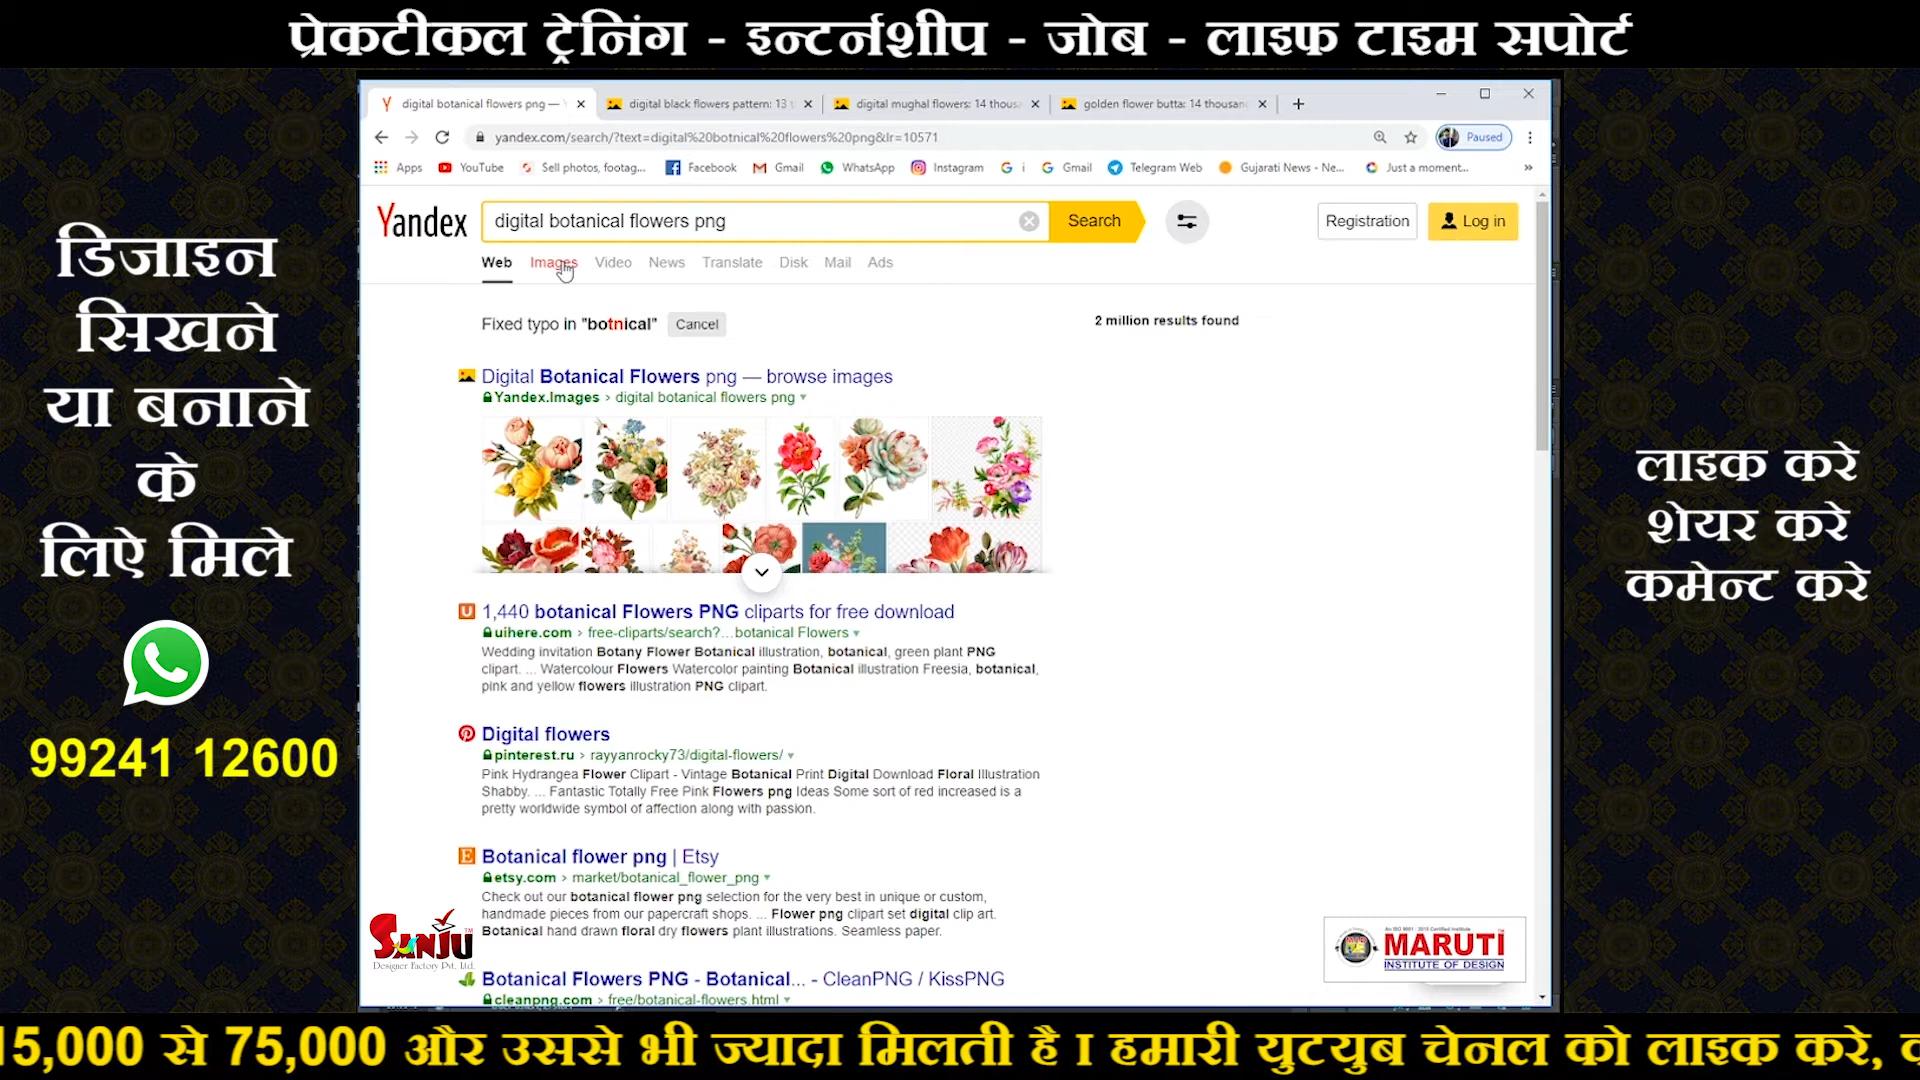 प्रेकटीकल ट्रेनिंग - इन्टर्नशीप - जोब - लाइफ टाइम सपोर्ट
डिजाइन
सिखने
या बनाने
के
लिऐ मिले
99241 12600
digital botanical flowers png —
digital black flowers pattern: 13 t
digital mughal flowers: 14 thous
golden flower butta: 14 thousan
yandex.com/search/?text=digital%20botnical%20flowers%20png&lr=10571
Paused
Apps YouTube Sell photos, footag... Facebook Gmail WhatsApp Instagram i Gmail Telegram Web Gujarati News - Ne... Just a moment... »
Yandex
digital botanical flowers png
Search
Registration
Log in
Web Images Video News Translate Disk Mail Ads
Fixed typo in "botnical" Cancel
2 million results found
Digital Botanical Flowers png — browse images
Yandex.Images › digital botanical flowers png
1,440 botanical Flowers PNG cliparts for free download
uihere.com › free-cliparts/search?...botanical Flowers
Wedding invitation Botany Flower Botanical illustration, botanical, green plant PNG
clipart. ... Watercolour Flowers Watercolor painting Botanical illustration Freesia, botanical,
pink and yellow flowers illustration PNG clipart.
Digital flowers
pinterest.ru › rayyanrocky73/digital-flowers/
Pink Hydrangea Flower Clipart - Vintage Botanical Print Digital Download Floral Illustration
Shabby. ... Fantastic Totally Free Pink Flowers png Ideas Some sort of red increased is a
pretty worldwide symbol of affection along with passion.
Botanical flower png | Etsy
etsy.com › market/botanical_flower_png
Check out our botanical flower png selection for the very best in unique or custom,
handmade pieces from our papercraft shops. ... Flower png clipart set digital clip art.
Botanical hand drawn floral dry flowers plant illustrations. Seamless paper.
Botanical Flowers PNG - Botanical... - CleanPNG / KissPNG
cleanpng.com › free/botanical-flowers.html
SANJU
Designer Factory Pvt. Ltd.
An ISO 9001 : 2015 Certified Institute
MARUTI
INSTITUTE OF DESIGN
लाइक करे
शेयर करे
कमेन्ट करे
15,000 से 75,000 और उससे भी ज्यादा मिलती है I हमारी युटयुब चेनल को लाइक करे,